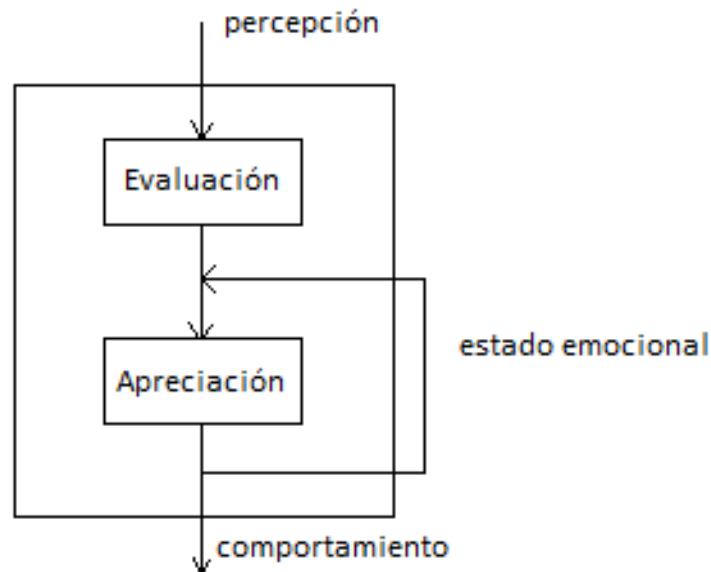 percepción
Evaluación
estado emocional
Apreciación
comportamiento